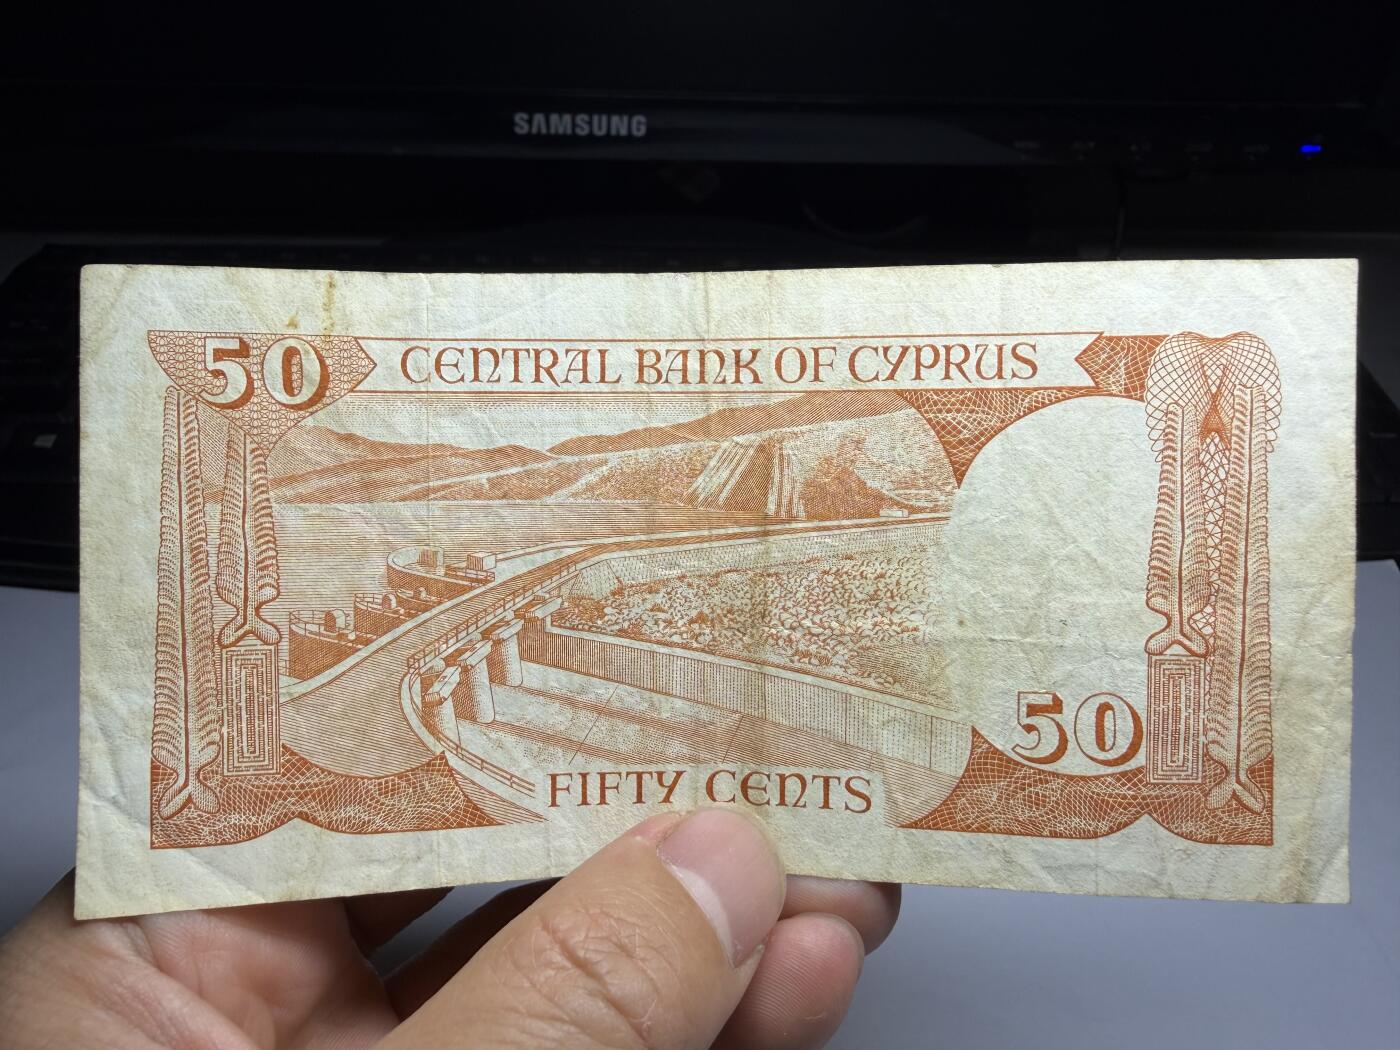 SAMSUNG
50 CENTRAL BANK OF CYPRUS
50
FIFTY CENTS